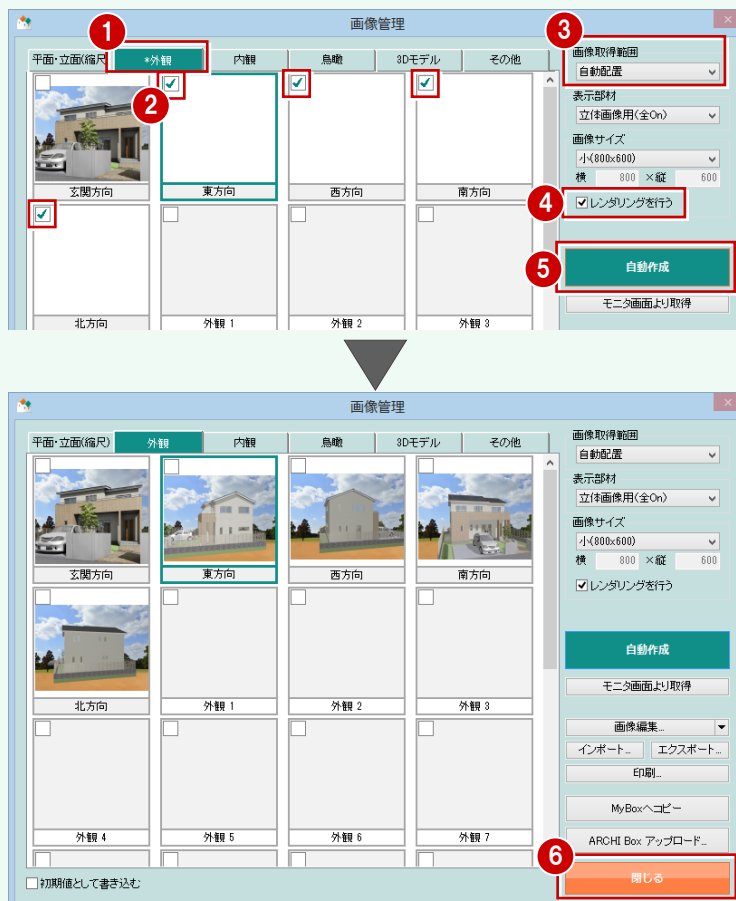 画像管理
1
3
平面・立面(縮尺)
*外観
内観
鳥瞰
3Dモデル
その他
画像取得範囲
自動配置
2
表示部材
立体画像用(全On)
画像サイズ
小(800x600)
横 800 ×縦 600
玄関方向
東方向
西方向
南方向
4
レンダリングを行う
5
自動作成
モニタ画面より取得
北方向
外観 1
外観 2
外観 3
画像管理
平面・立面(縮尺)
外観
内観
鳥瞰
3Dモデル
その他
画像取得範囲
自動配置
表示部材
立体画像用(全On)
画像サイズ
小(800x600)
横 800 ×縦 600
レンダリングを行う
玄関方向
東方向
西方向
南方向
自動作成
モニタ画面より取得
北方向
外観 1
外観 2
外観 3
画像編集...
インポート...
エクスポート...
印刷...
MyBoxへコピー
ARCHI Box アップロード...
外観 4
外観 5
外観 6
外観 7
6
閉じる
初期値として書き込む